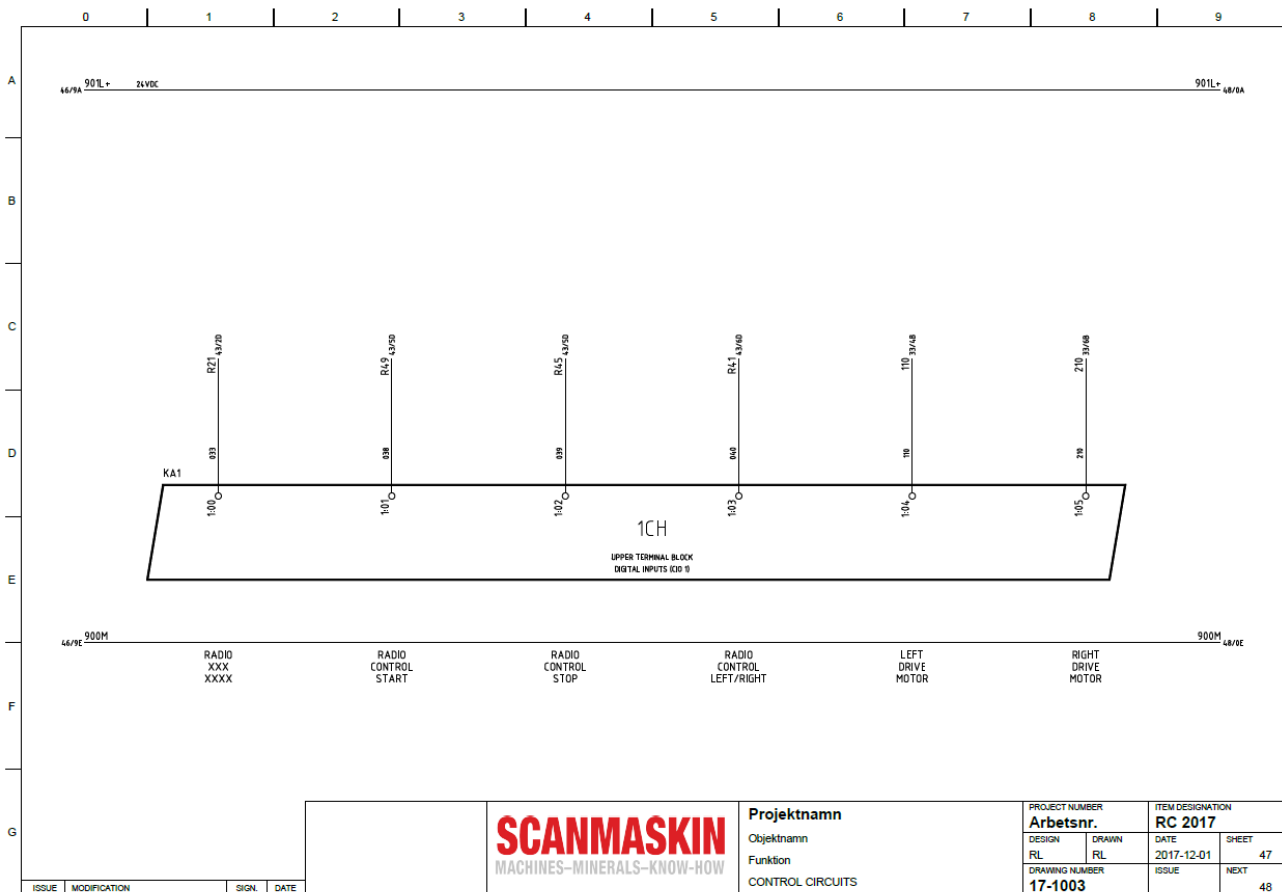 0 1 2 3 4 5 6 7 8 9
A
46/9A 901L+ 24VDC 901L+ 48/0A
B
C
R21 43/2D R49 43/5D R45 43/5D R41 43/6D 110 33/4B 210 33/6B
D
033 038 039 040 110 210
KA1
1:00 1:01 1:02 1:03 1:04 1:05
1CH
UPPER TERMINAL BLOCK
DIGITAL INPUTS (CIO 1)
E
46/9E 900M 900M 48/0E
RADIO
XXX
XXXX
RADIO
CONTROL
START
RADIO
CONTROL
STOP
RADIO
CONTROL
LEFT/RIGHT
LEFT
DRIVE
MOTOR
RIGHT
DRIVE
MOTOR
F
G
ISSUE MODIFICATION SIGN. DATE
SCANMASKIN
MACHINES–MINERALS–KNOW-HOW
Projektnamn
Objektnamn
Funktion
CONTROL CIRCUITS
PROJECT NUMBER
Arbetsnr.
ITEM DESIGNATION
RC 2017
DESIGN DRAWN DATE SHEET
RL RL 2017-12-01 47
DRAWING NUMBER ISSUE NEXT
17-1003 48